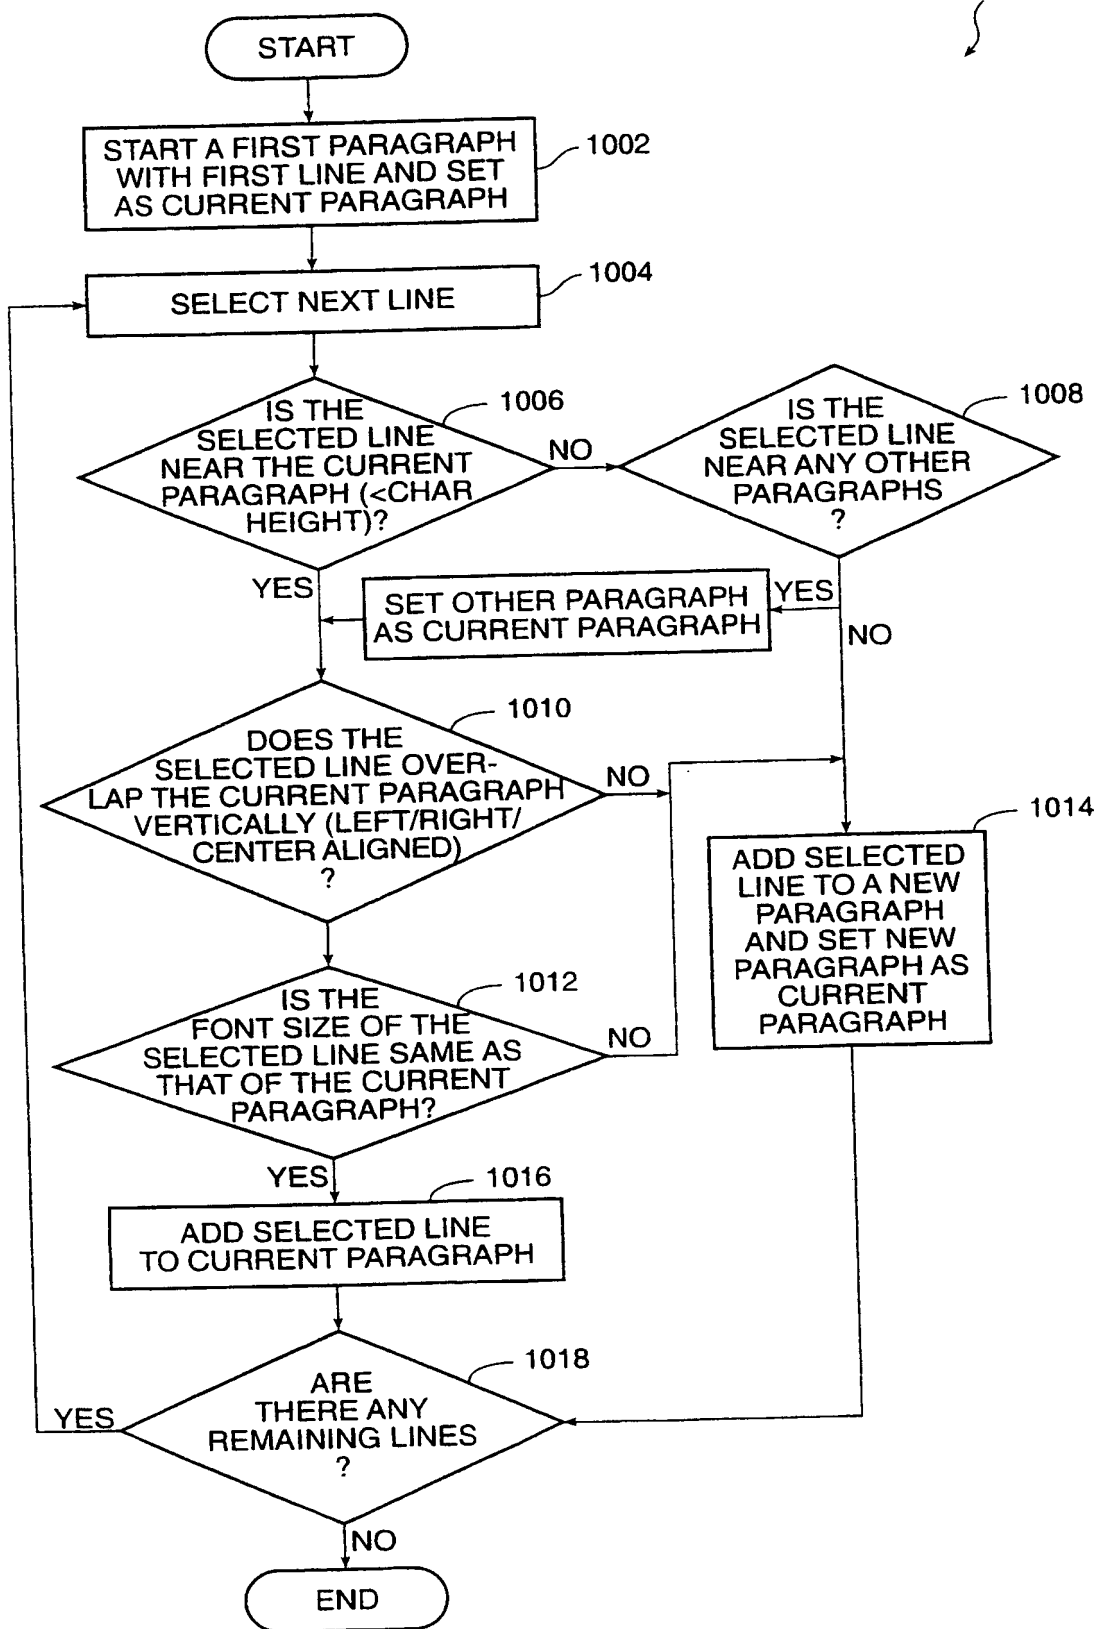 START
START A FIRST PARAGRAPH
WITH FIRST LINE AND SET
AS CURRENT PARAGRAPH
1002
SELECT NEXT LINE
1004
IS THE
SELECTED LINE
NEAR THE CURRENT
PARAGRAPH (<CHAR
HEIGHT)?
1006
NO
IS THE
SELECTED LINE
NEAR ANY OTHER
PARAGRAPHS
?
1008
YES
SET OTHER PARAGRAPH
AS CURRENT PARAGRAPH
YES
NO
DOES THE
SELECTED LINE OVER-
LAP THE CURRENT PARAGRAPH
VERTICALLY (LEFT/RIGHT/
CENTER ALIGNED)
?
1010
NO
ADD SELECTED
LINE TO A NEW
PARAGRAPH
AND SET NEW
PARAGRAPH AS
CURRENT
PARAGRAPH
1014
IS THE
FONT SIZE OF THE
SELECTED LINE SAME AS
THAT OF THE CURRENT
PARAGRAPH?
1012
NO
YES
ADD SELECTED LINE
TO CURRENT PARAGRAPH
1016
ARE
THERE ANY
REMAINING LINES
?
1018
YES
NO
END